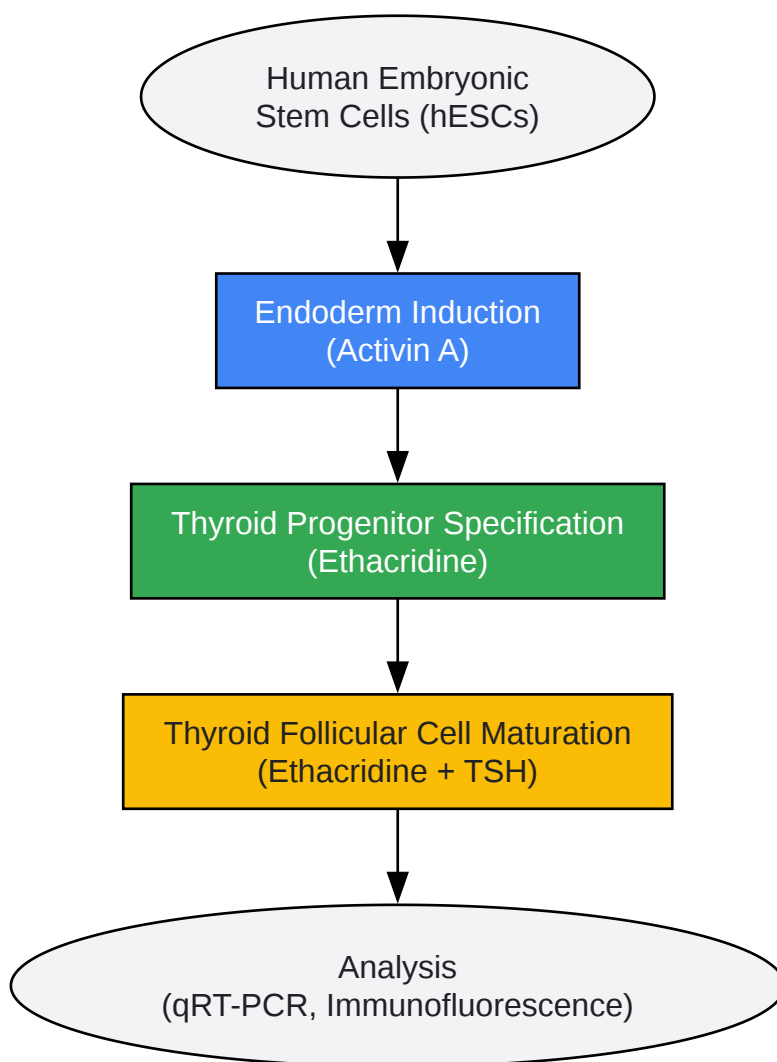 Human Embryonic
Stem Cells (hESCs)
Endoderm Induction
(Activin A)
Thyroid Progenitor Specification
(Ethacridine)
Thyroid Follicular Cell Maturation
(Ethacridine + TSH)
Analysis
(qRT-PCR, Immunofluorescence)